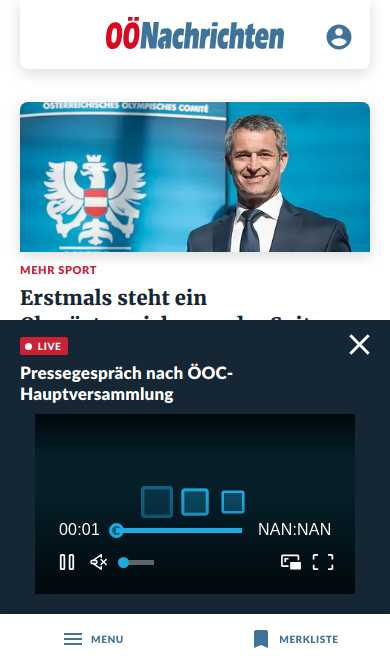 OÖNachrichten
ÖSTERREICHISCHES OLYMPISCHES COMITÉ
MEHR SPORT
Erstmals steht ein
LIVE
Pressegespräch nach ÖOC-
Hauptversammlung
00:01
NAN:NAN
MENU
MERKLISTE